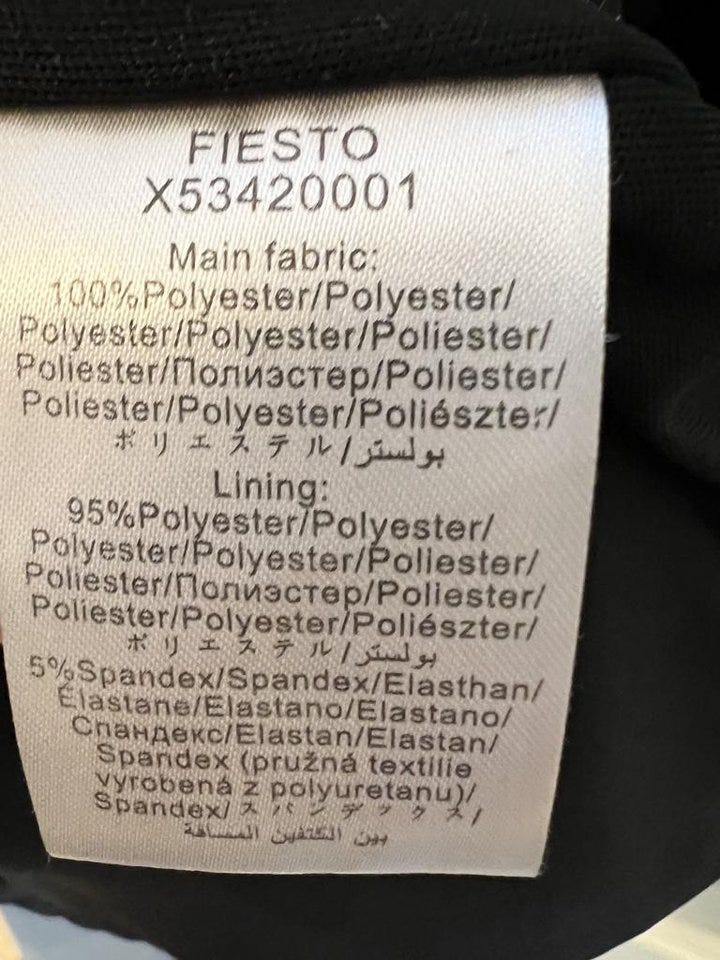 FIESTO
X53420001
Main fabric:
100%Polyester/Polyester/
Polyester/Polyester/Poliester/
Poliester/Полиэстер/Poliester/
Poliester/Polyester/Poliészter/
ポリエステル/بولستر
Lining:
95%Polyester/Polyester/
Polyester/Polyester/Poliester/
Poliester/Полиэстер/Poliester/
Poliester/Polyester/Poliészter/
ポリエステル/بولستر
5%Spandex/Spandex/Elasthan/
Élastane/Elastano/Elastano/
Спандекс/Elastan/Elastan/
Spandex (pružná textilie
vyrobená z polyuretanu)/
Spandex/スパンデックス/
بين الكتفين المسافة